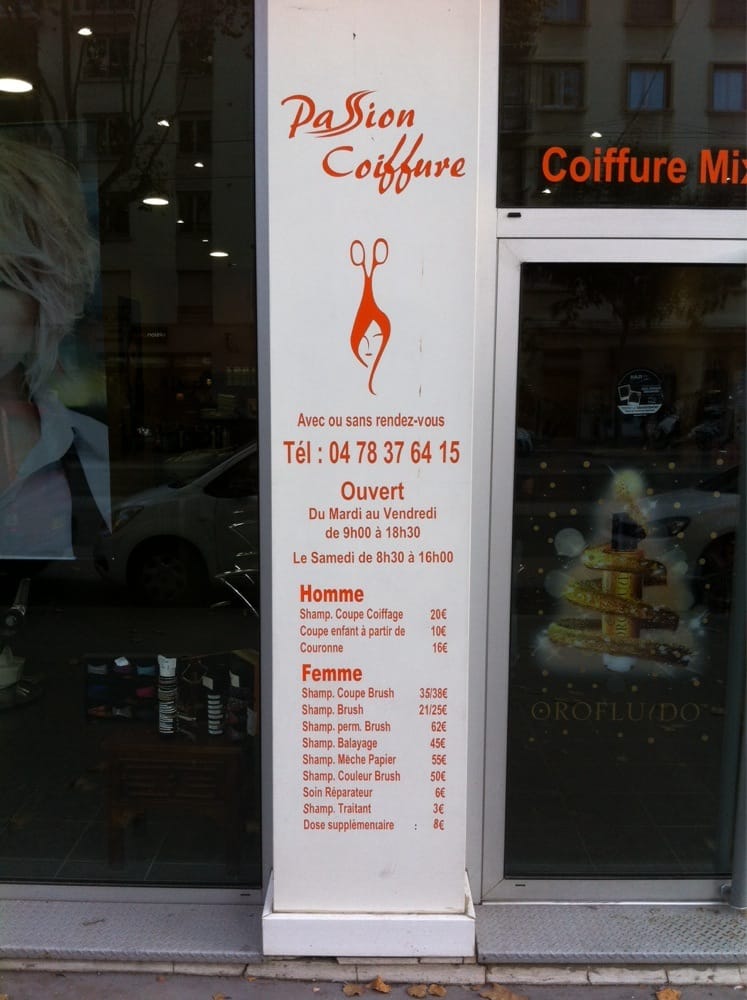 Passion
Coiffure
Coiffure Mix
Avec ou sans rendez-vous
Tél : 04 78 37 64 15
Ouvert
Du Mardi au Vendredi
de 9h00 à 18h30
Le Samedi de 8h30 à 16h00
Homme
Shamp. Coupe Coiffage 20€
Coupe enfant à partir de 10€
Couronne 16€
Femme
Shamp. Coupe Brush 35/38€
Shamp. Brush 21/25€
Shamp. perm. Brush 62€
Shamp. Balayage 45€
Shamp. Mèche Papier 55€
Shamp. Couleur Brush 50€
Soin Réparateur 6€
Shamp. Traitant 3€
Dose supplèmenuaire : 8€
OROFLUIDO